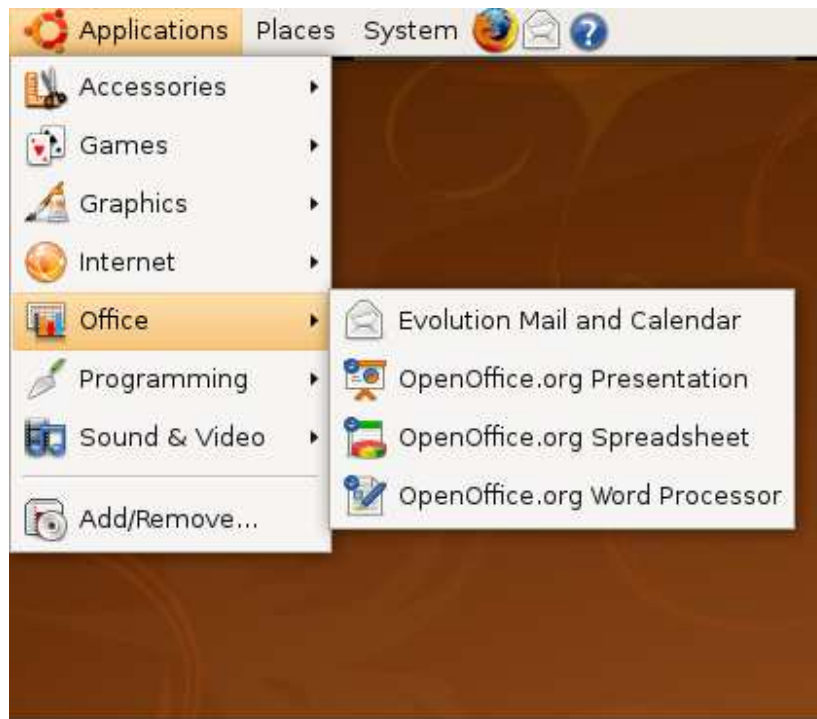 Applications Places System
Accessories
Games
Graphics
Internet
Office
Programming
Sound & Video
Add/Remove...
Evolution Mail and Calendar
OpenOffice.org Presentation
OpenOffice.org Spreadsheet
OpenOffice.org Word Processor